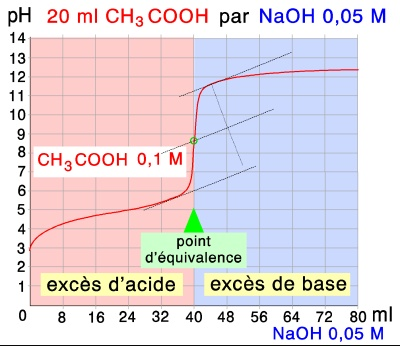 pH 20 ml CH3COOH par NaOH 0,05 M
14
13
12
11
10
9
8
7
6
5
4
3
2
1
CH3COOH 0,1 M
point
d'équivalence
excès d'acide
excès de base
0 8 16 24 32 40 48 56 64 72 80 ml
NaOH 0,05 M